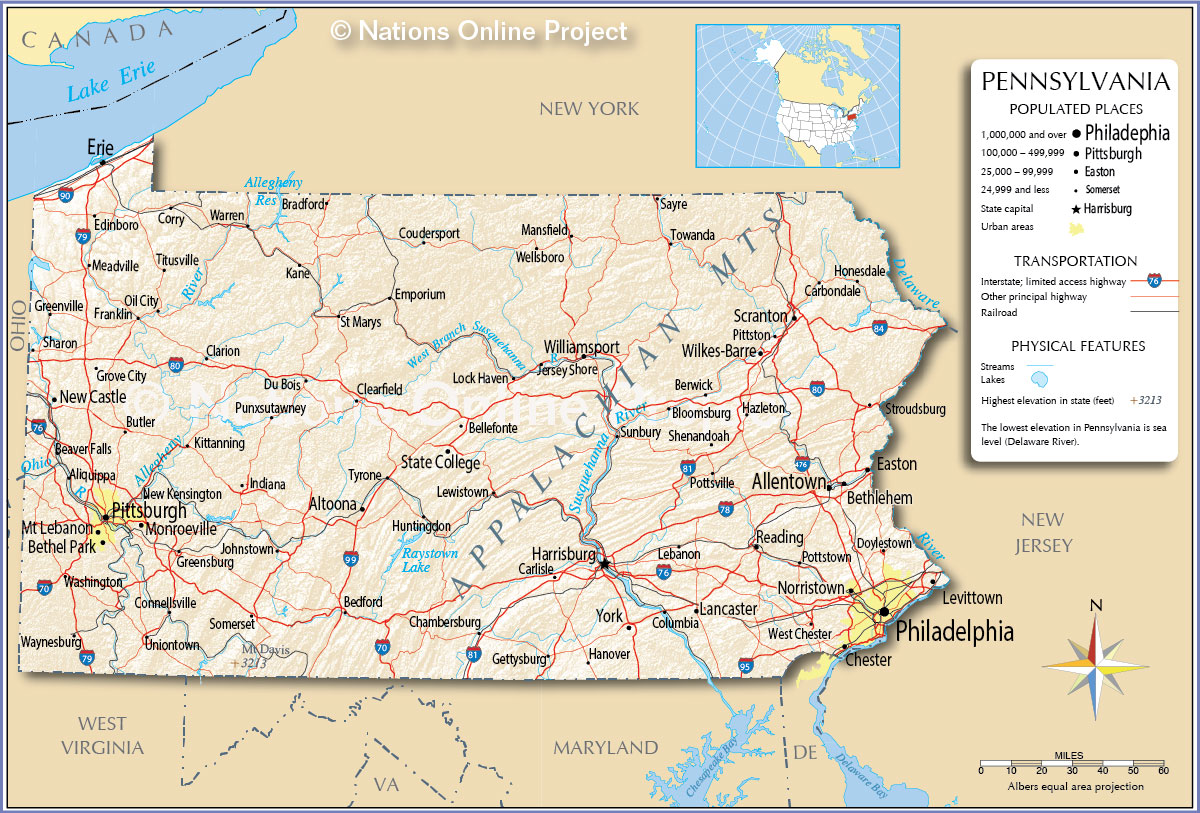 CANADA
Lake Erie
© Nations Online Project
NEW YORK
PENNSYLVANIA
POPULATED PLACES
1,000,000 and over Philadephia
100,000 – 499,999 Pittsburgh
25,000 – 99,999 Easton
24,999 and less Somerset
State capital Harrisburg
Urban areas
TRANSPORTATION
Interstate; limited access highway 76
Other principal highway
Railroad
PHYSICAL FEATURES
Streams
Lakes
Highest elevation in state (feet) +3213
The lowest elevation in Pennsylvania is sea
level (Delaware River).
Erie
90
Allegheny
Res
Bradford
Sayre
Edinboro
Corry
Warren
79
Coudersport
Mansfield
Towanda
Wellsboro
APPALACHIAN MTS
Meadville
Titusville
River
Kane
Honesdale
Delaware
Carbondale
Emporium
Greenville
Oil City
Franklin
St Marys
OHIO
Scranton
84
Pittston
Sharon
Clarion
80
West Branch Susquehanna
R
Williamsport
Wilkes-Barre
Jersey Shore
Lock Haven
Grove City
Du Bois
Clearfield
Berwick
80
New Castle
Punxsutawney
Bloomsburg
Hazleton
Stroudsburg
76
Butler
Bellefonte
River
Sunbury
Shenandoah
Beaver Falls
Allegheny
Kittanning
Ohio
State College
Susquehanna
81
476
Easton
Aliquippa
R
Indiana
Tyrone
Pottsville
Allentown
New Kensington
Lewistown
Bethlehem
Pittsburgh
Altoona
78
Mt Lebanon
Monroeville
Huntingdon
Bethel Park
Johnstown
Raystown
Lake
Harrisburg
Lebanon
Reading
Doylestown
River
NEW
JERSEY
Greensburg
99
Carlisle
76
Pottstown
70
Washington
Norristown
Levittown
Connellsville
Bedford
Chambersburg
York
Columbia
Lancaster
Somerset
Waynesburg
Uniontown
Mt Davis
+3213
70
81
Gettysburg
Hanover
West Chester
Philadelphia
79
95
Chester
N
WEST
VIRGINIA
VA
MARYLAND
DE
Chesapeake Bay
Delaware Bay
MILES
0 10 20 30 40 50 60
Albers equal area projection